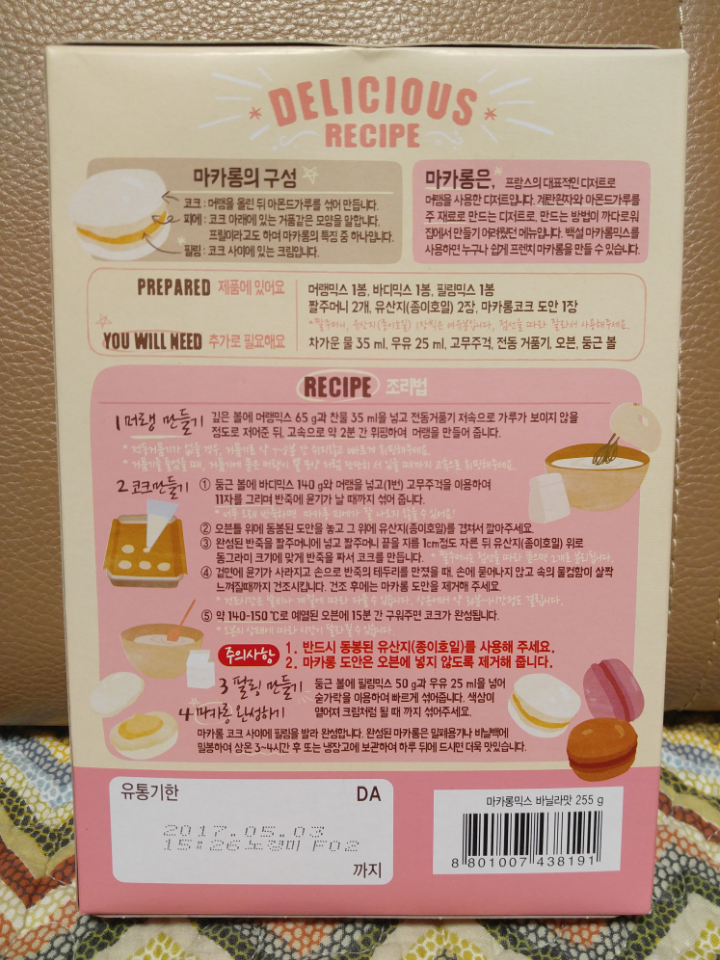 DELICIOUS
RECIPE
마카롱의 구성
코크 : 머랭을 올린 뒤 아몬드가루를 섞어 만듭니다.
피에 : 코크 아래에 있는 거품같은 모양을 말합니다.
프릴이라고도 하며 마카롱의 특징 중 하나입니다.
필링 : 코크 사이에 있는 크림입니다.
마카롱은, 프랑스의 대표적인 디저트로
머랭을 사용한 디저트입니다. 계란흰자와 아몬드가루를
주 재료로 만드는 디저트로, 만드는 방법이 까다로워
집에서 만들기 어려웠던 메뉴입니다. 백설 마카롱믹스를
사용하면 누구나 쉽게 프렌치 마카롱을 만들 수 있습니다.
PREPARED 제품에 있어요
머랭믹스 1봉, 바디믹스 1봉, 필링믹스 1봉
짤주머니 2개, 유산지(종이호일) 2장, 마카롱코크 도안 1장
YOU WILL NEED 추가로 필요해요
차가운 물 35 ml, 우유 25 ml, 고무주걱, 전동 거품기, 오븐, 둥근 볼
RECIPE 조리법
1 머랭 만들기 깊은 볼에 머랭믹스 65 g과 찬물 35 ml을 넣고 전동거품기 저속으로 가루가 보이지 않을
정도로 저어준 뒤, 고속으로 약 2분 간 휘핑하여 머랭을 만들어 줍니다.
2 코크만들기 ① 둥근 볼에 바디믹스 140 g와 머랭을 넣고(1번) 고무주걱을 이용하여
11자를 그리며 반죽에 윤기가 날 때까지 섞어 줍니다.
② 오븐틀 위에 동봉된 도안을 놓고 그 위에 유산지(종이호일)를 겹쳐서 깔아주세요.
③ 완성된 반죽을 짤주머니에 넣고 짤주머니 끝을 지름 1cm정도 자른 뒤 유산지(종이호일) 위로
동그라미 크기에 맞게 반죽을 짜서 코크를 만듭니다.
④ 겉면에 윤기가 사라지고 손으로 반죽의 테두리를 만졌을 때, 손에 묻어나지 않고 속의 물컹함이 살짝
느껴질때까지 건조시킵니다. 건조 후에는 마카롱 도안을 제거해 주세요.
⑤ 약 140-150 ℃로 예열된 오븐에 15분 간 구워주면 코크가 완성됩니다.
주의사항 1. 반드시 동봉된 유산지(종이호일)를 사용해 주세요.
2. 마카롱 도안은 오븐에 넣지 않도록 제거해 줍니다.
3 필링 만들기 둥근 볼에 필링믹스 50 g과 우유 25 ml을 넣어
숟가락을 이용하여 빠르게 섞어줍니다. 색상이
옅어져 크림처럼 될 때 까지 섞어주세요.
4 마카롱 완성하기
마카롱 코크 사이에 필링을 발라 완성합니다. 완성된 마카롱은 밀폐용기나 비닐백에
밀봉하여 상온 3~4시간 후 또는 냉장고에 보관하여 하루 뒤에 드시면 더욱 맛있습니다.
유통기한 DA
2017.05.03
15:26 노경미 F02
까지
마카롱믹스 바닐라맛 255 g
8 801007 438191